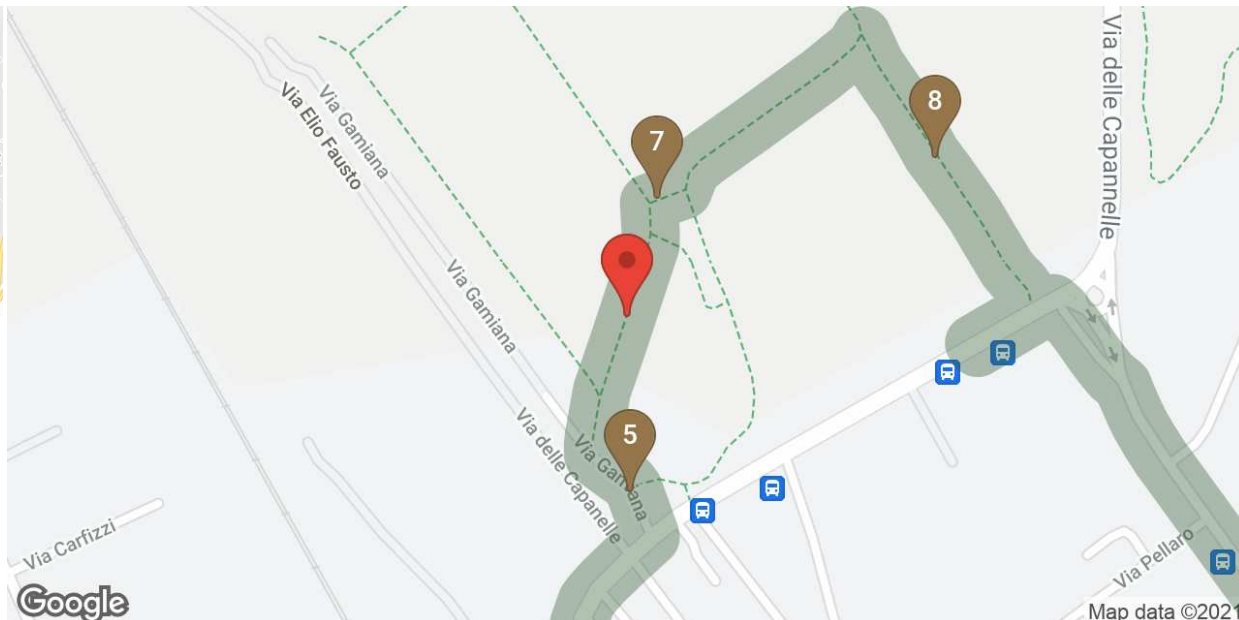 Via delle Capannelle
8
Via Gamiana
Via Elio Fausto
7
Via Gamiana
5
Via delle Capanelle
Via Gamiana
Via Carfizzi
Via Pellaro
Google
Map data ©2021